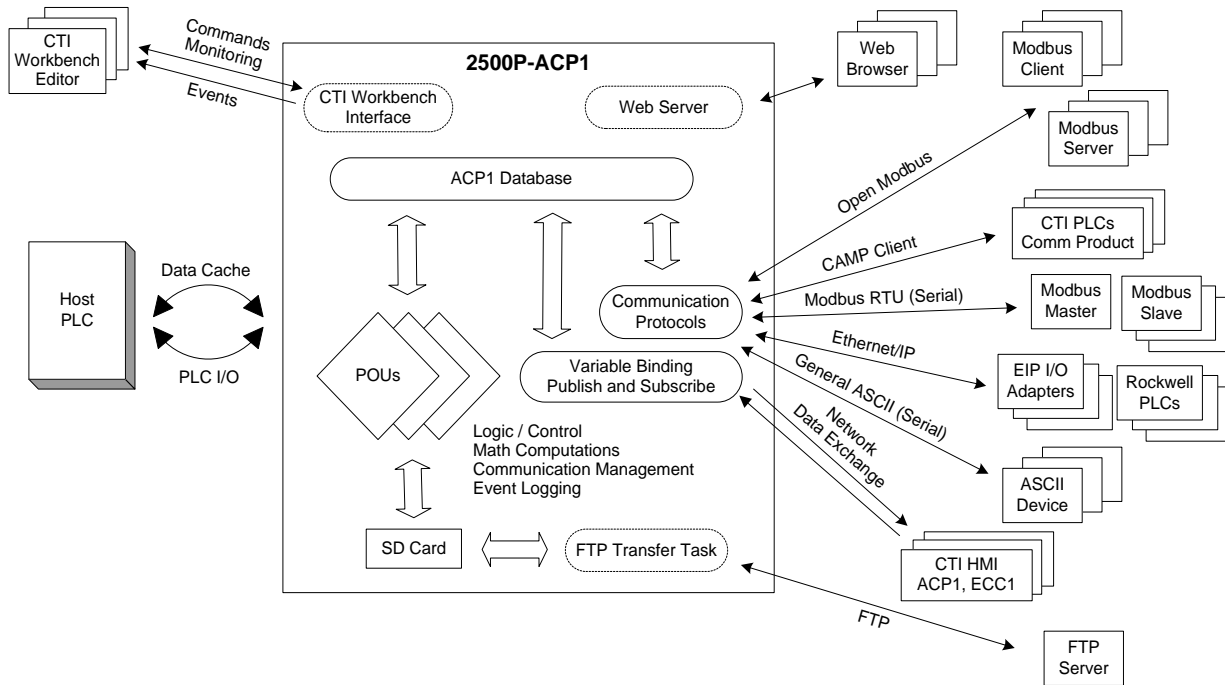 CTI
Workbench
Editor
Commands
Monitoring
Events
2500P-ACP1
CTI Workbench
Interface
Web Server
Web
Browser
Modbus
Client
Modbus
Server
ACP1 Database
Open Modbus
CTI PLCs
Comm Product
CAMP Client
Host
PLC
Data Cache
PLC I/O
Communication
Protocols
Modbus RTU (Serial)
Modbus
Master
Modbus
Slave
Ethernet/IP
POUs
Variable Binding
Publish and Subscribe
General ASCII (Serial)
EIP I/O
Adapters
Rockwell
PLCs
Network
Data Exchange
Logic / Control
Math Computations
Communication Management
Event Logging
ASCII
Device
SD Card
FTP Transfer Task
CTI HMI
ACP1, ECC1
FTP
FTP
Server